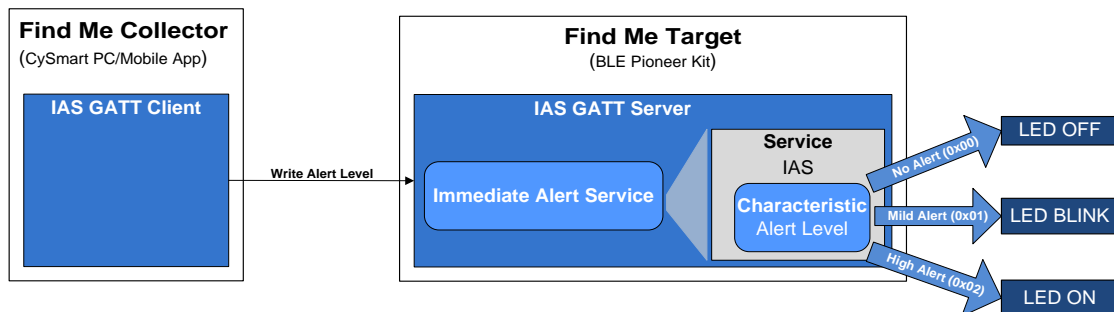 Find Me Collector
(CySmart PC/Mobile App)
IAS GATT Client
Write Alert Level
Find Me Target
(BLE Pioneer Kit)
IAS GATT Server
Immediate Alert Service
Service
IAS
Characteristic
Alert Level
No Alert (0x00)
LED OFF
Mild Alert (0x01)
LED BLINK
High Alert (0x02)
LED ON